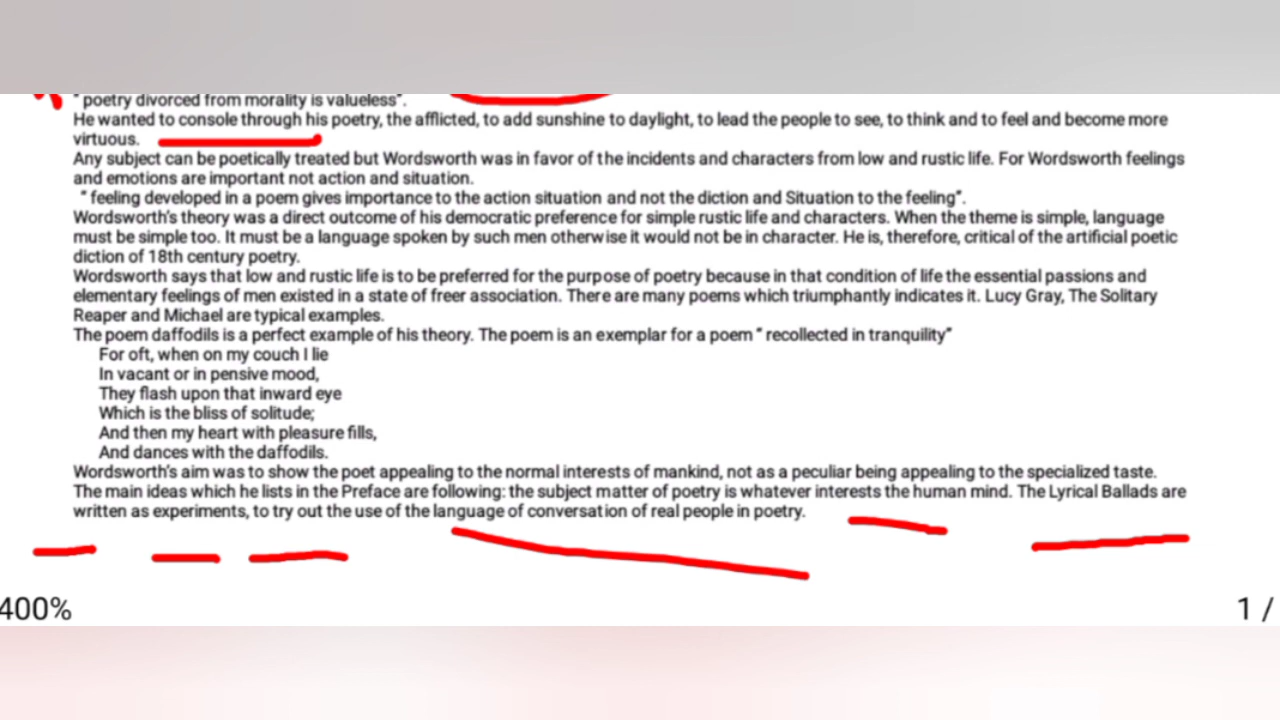 "poetry divorced from morality is valueless".
He wanted to console through his poetry, the afflicted, to add sunshine to daylight, to lead the people to see, to think and to feel and become more
virtuous.
Any subject can be poetically treated but Wordsworth was in favor of the incidents and characters from low and rustic life. For Wordsworth feelings
and emotions are important not action and situation.
" feeling developed in a poem gives importance to the action situation and not the diction and Situation to the feeling".
Wordsworth's theory was a direct outcome of his democratic preference for simple rustic life and characters. When the theme is simple, language
must be simple too. It must be a language spoken by such men otherwise it would not be in character. He is, therefore, critical of the artificial poetic
diction of 18th century poetry.
Wordsworth says that low and rustic life is to be preferred for the purpose of poetry because in that condition of life the essential passions and
elementary feelings of men existed in a state of freer association. There are many poems which triumphantly indicates it. Lucy Gray, The Solitary
Reaper and Michael are typical examples.
The poem daffodils is a perfect example of his theory. The poem is an exemplar for a poem " recollected in tranquility"
For oft, when on my couch I lie
In vacant or in pensive mood,
They flash upon that inward eye
Which is the bliss of solitude;
And then my heart with pleasure fills,
And dances with the daffodils.
Wordsworth's aim was to show the poet appealing to the normal interests of mankind, not as a peculiar being appealing to the specialized taste.
The main ideas which he lists in the Preface are following: the subject matter of poetry is whatever interests the human mind. The Lyrical Ballads are
written as experiments, to try out the use of the language of conversation of real people in poetry.
400%
1 /